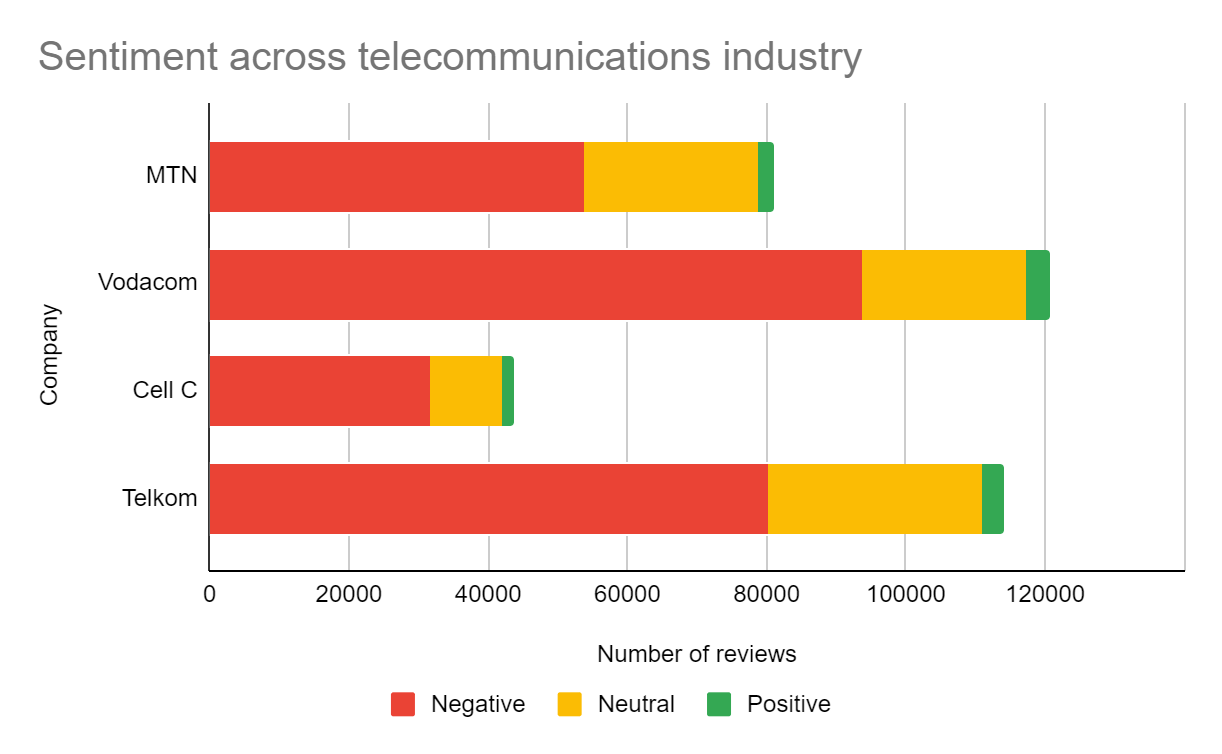 Sentiment across telecommunications industry
MTN
Vodacom
Cell C
Telkom
Company
0 20000 40000 60000 80000 100000 120000
Number of reviews
Negative Neutral Positive